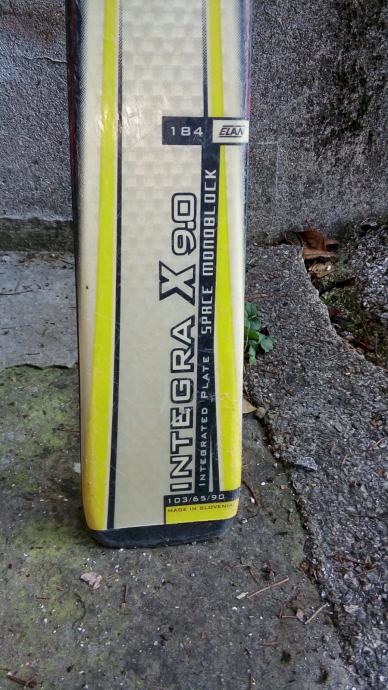 184 ELAN
INTEGRA X 9.0
INTEGRATED PLATE SPACE MONOBLOCK
103/65/90
MADE IN SLOVENIA